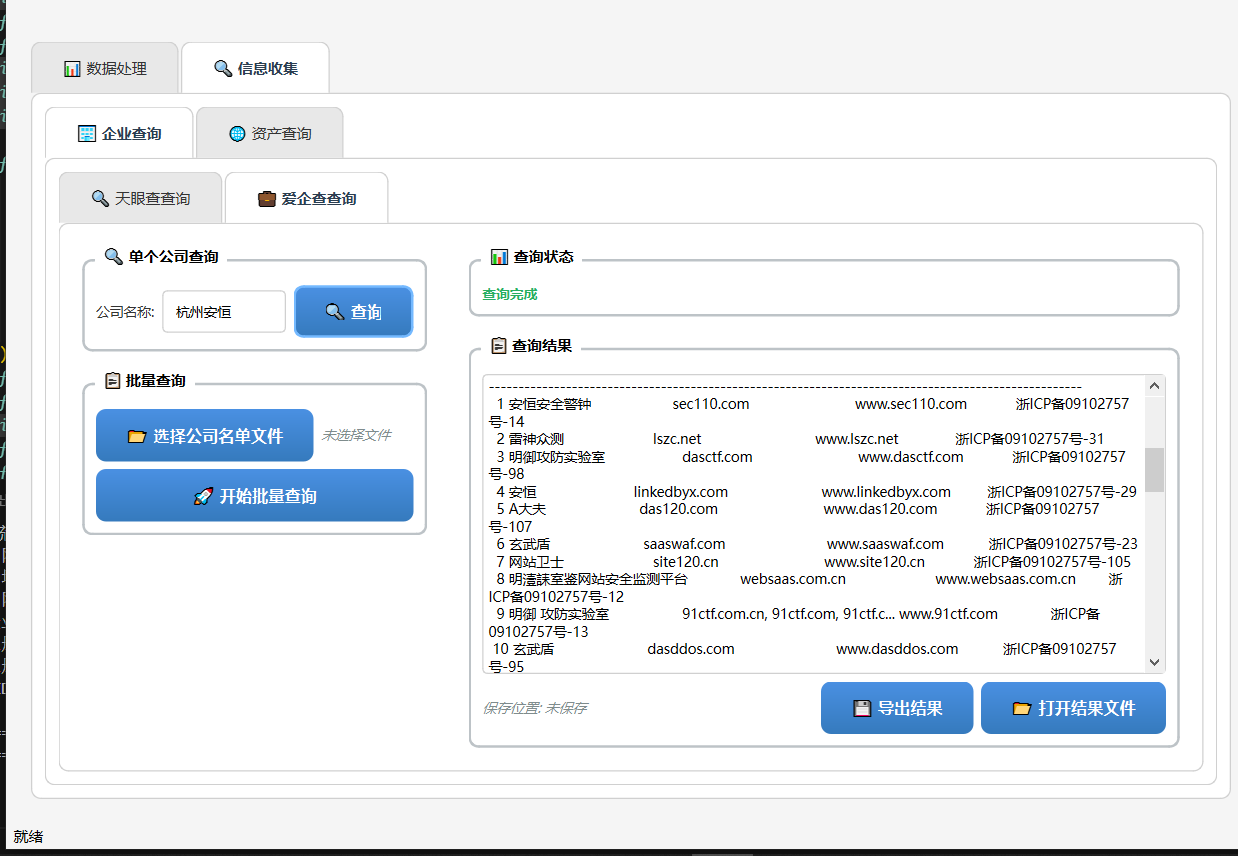 数据处理
信息收集
企业查询
资产查询
天眼查查询
爱企查查询
单个公司查询
公司名称:
杭州安恒
查询
批量查询
选择公司名单文件
未选择文件
开始批量查询
查询状态
查询完成
查询结果
1 安恒安全警钟 sec110.com www.sec110.com 浙ICP备09102757
号-14
2 雷神众测 lszc.net www.lszc.net 浙ICP备09102757号-31
3 明御攻防实验室 dasctf.com www.dasctf.com 浙ICP备09102757
号-98
4 安恒 linkedbyx.com www.linkedbyx.com 浙ICP备09102757号-29
5 A大夫 das120.com www.das120.com 浙ICP备09102757
号-107
6 玄武盾 saaswaf.com www.saaswaf.com 浙ICP备09102757号-23
7 网站卫士 site120.cn www.site120.cn 浙ICP备09102757号-105
8 网站安全监测平台 websaas.com.cn www.websaas.com.cn 浙
ICP备09102757号-12
9 明御 攻防实验室 91ctf.com.cn, 91ctf.com, 91ctf.c... www.91ctf.com 浙ICP备
09102757号-13
10 玄武盾 dasddos.com www.dasddos.com 浙ICP备09102757
号-95
保存位置: 未保存
导出结果
打开结果文件
就绪